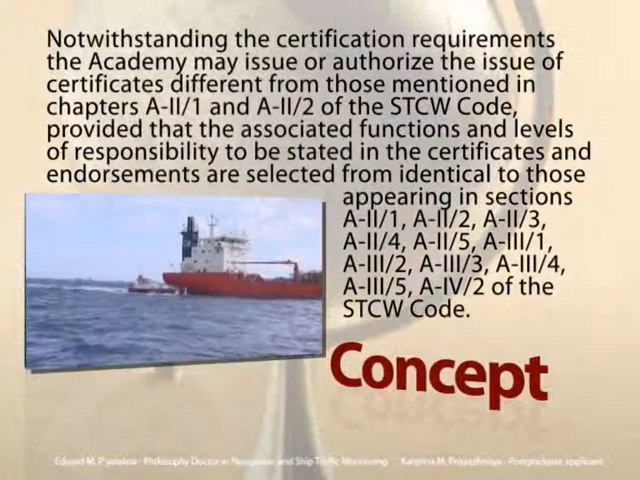 Notwithstanding the certification requirements
the Academy may issue or authorize the issue of
certificates different from those mentioned in
chapters A-II/1 and A-II/2 of the STCW Code,
provided that the associated functions and levels
of responsibility to be stated in the certificates and
endorsements are selected from identical to those
appearing in sections
A-II/1, A-II/2, A-II/3,
A-II/4, A-II/5, A-III/1,
A-III/2, A-III/3, A-III/4,
A-III/5, A-IV/2 of the
STCW Code.
Concept
Philosophy Doctor in Navigation and Ship Traffic Monitoring Postgraduate applicant